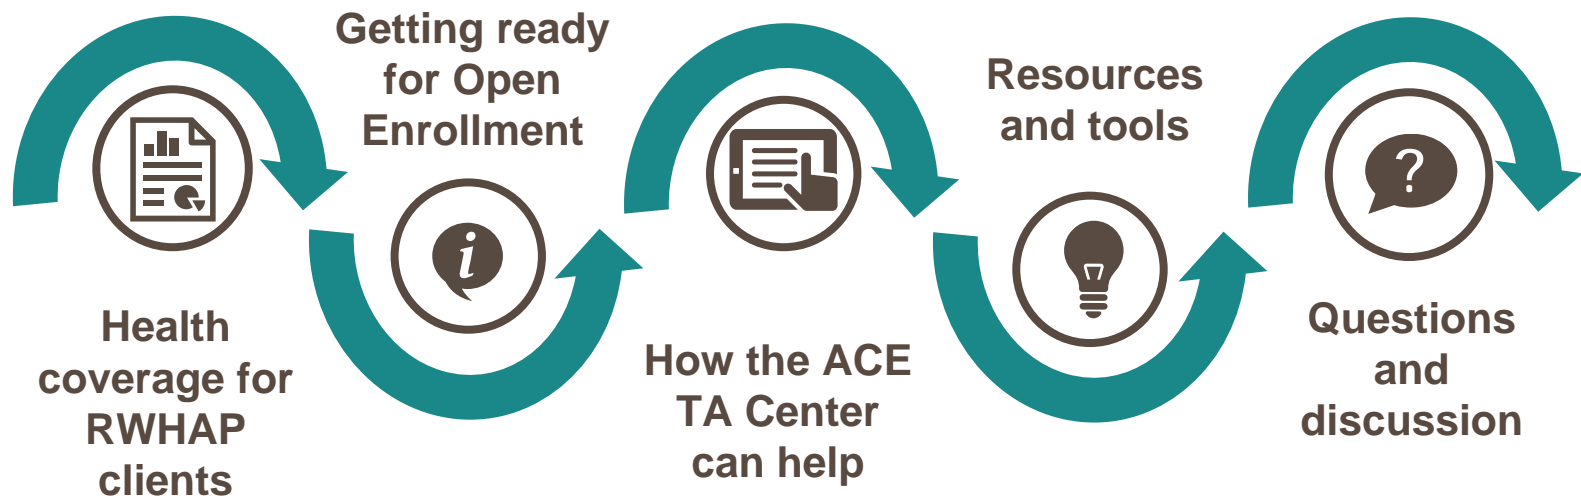 Health
coverage for
RWHAP
clients
Getting ready
for Open
Enrollment
i
How the ACE
TA Center
can help
Resources
and tools
?
Questions
and
discussion